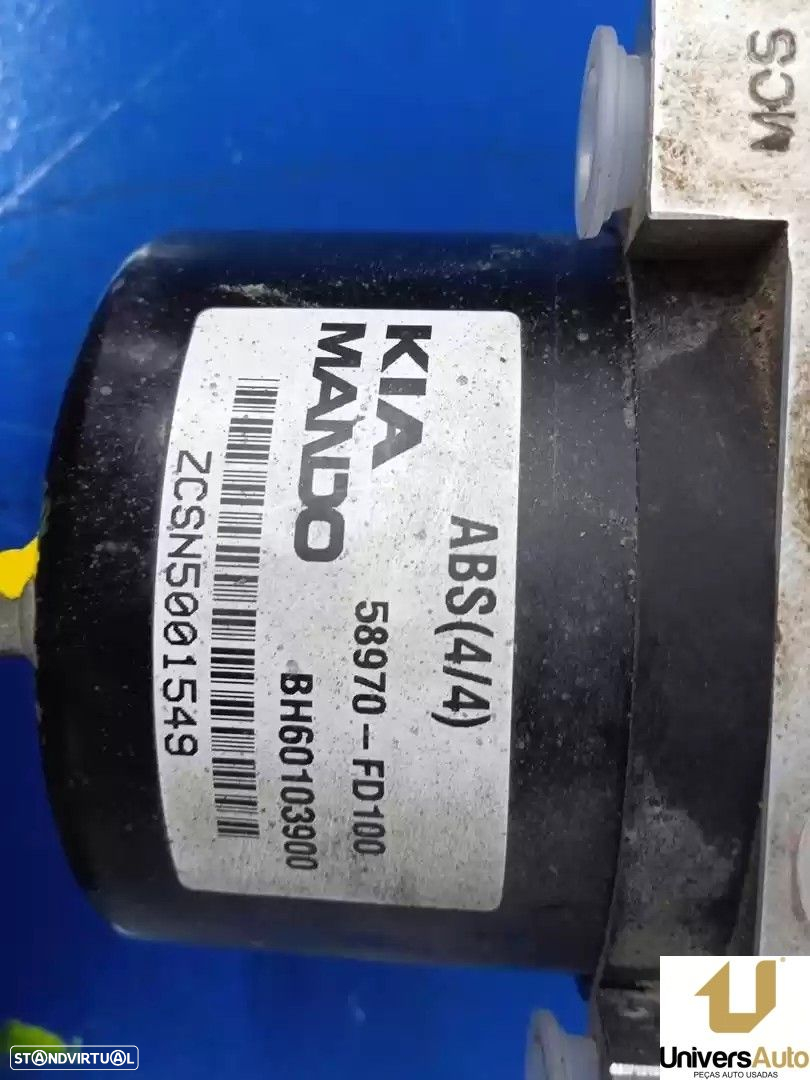 MCS
KIA
MANDO
ABS(4/4)
58970--FD100
BH60103900
ZCSN5001549
STANDVIRTUAL
UniversAuto
PEÇAS AUTO USADAS